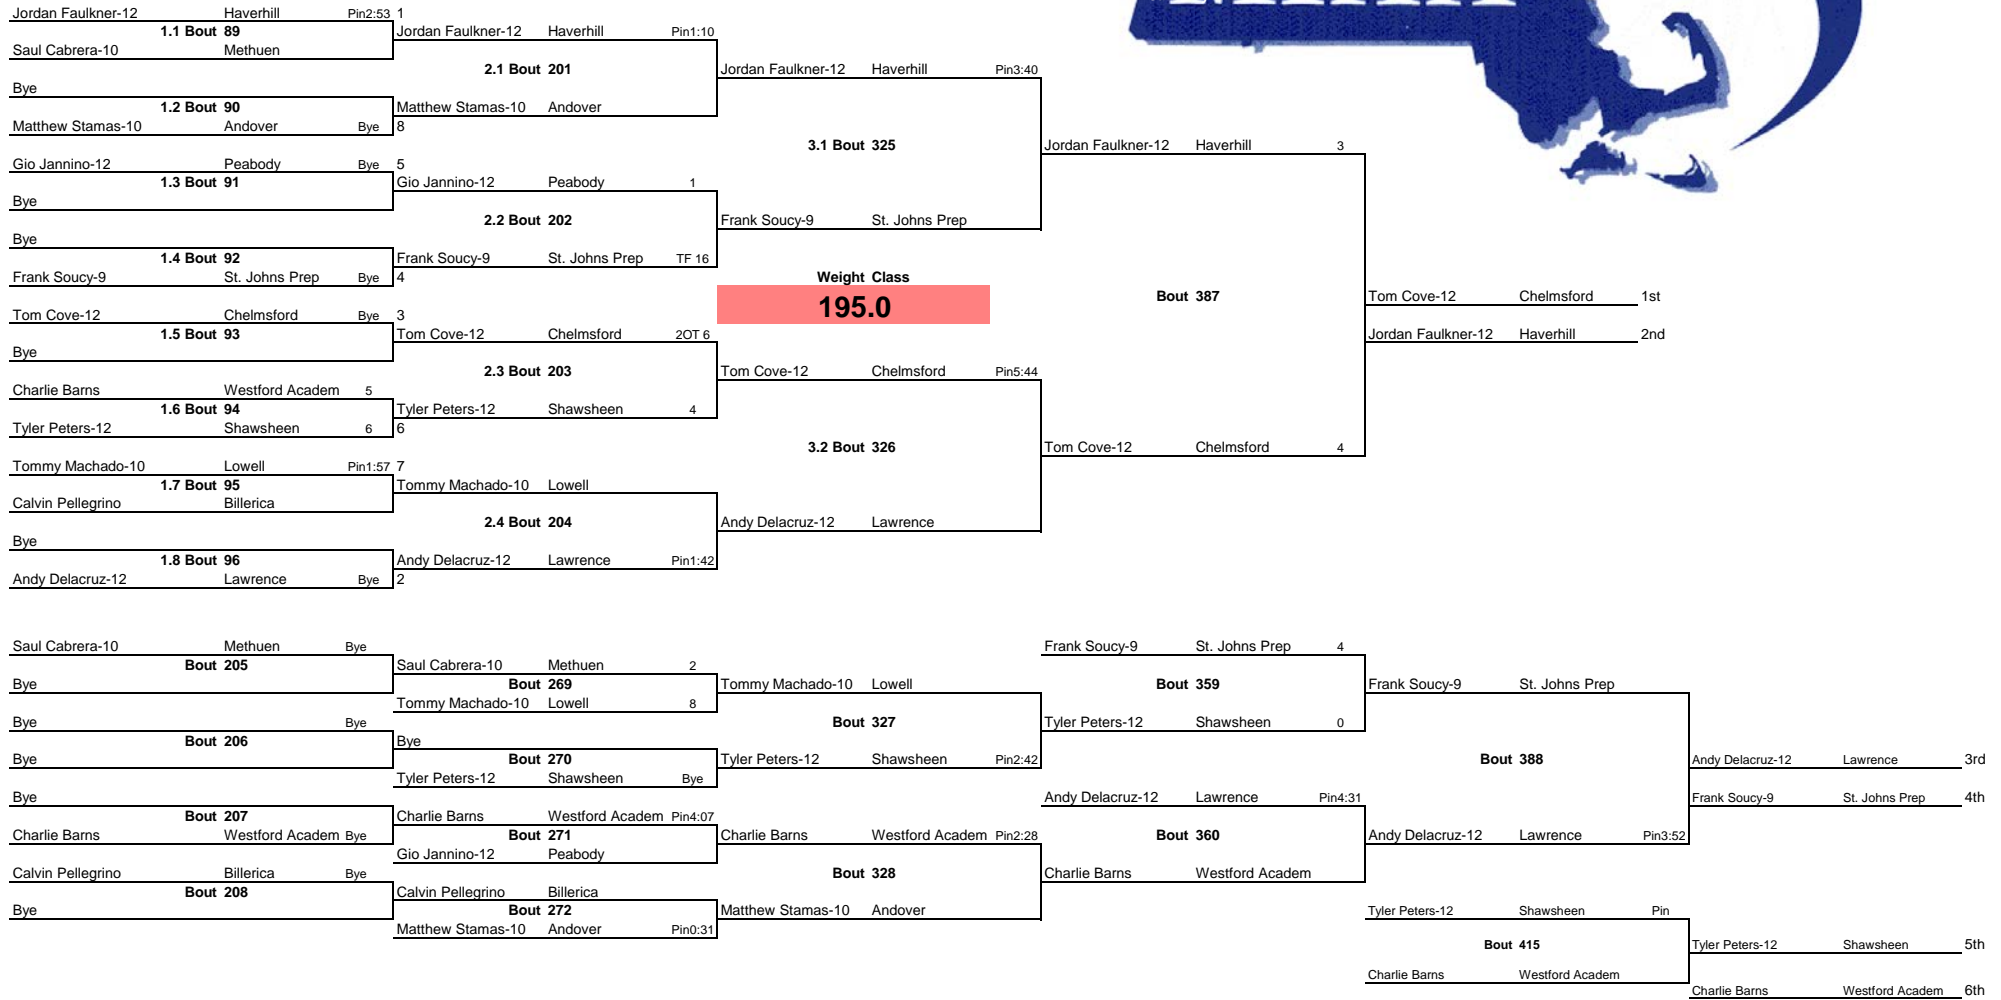 Jordan Faulkner-12 Haverhill Pin2:53 1
1.1 Bout 89 Jordan Faulkner-12 Haverhill Pin1:10
Saul Cabrera-10 Methuen
2.1 Bout 201 Jordan Faulkner-12 Haverhill Pin3:40
Bye
1.2 Bout 90 Matthew Stamas-10 Andover
Matthew Stamas-10 Andover Bye 8
3.1 Bout 325 Jordan Faulkner-12 Haverhill 3
Gio Jannino-12 Peabody Bye 5
1.3 Bout 91 Gio Jannino-12 Peabody 1
Bye
2.2 Bout 202 Frank Soucy-9 St. Johns Prep
Bye
1.4 Bout 92 Frank Soucy-9 St. Johns Prep TF 16
Frank Soucy-9 St. Johns Prep Bye 4 Weight Class
195.0 Bout 387 Tom Cove-12 Chelmsford 1st
Tom Cove-12 Chelmsford Bye 3
1.5 Bout 93 Tom Cove-12 Chelmsford 2OT 6 Jordan Faulkner-12 Haverhill 2nd
Bye
2.3 Bout 203 Tom Cove-12 Chelmsford Pin5:44
Charlie Barns Westford Academ 5
1.6 Bout 94 Tyler Peters-12 Shawsheen 4
Tyler Peters-12 Shawsheen 6 6
3.2 Bout 326 Tom Cove-12 Chelmsford 4
Tommy Machado-10 Lowell Pin1:57 7
1.7 Bout 95 Tommy Machado-10 Lowell
Calvin Pellegrino Billerica
2.4 Bout 204 Andy Delacruz-12 Lawrence
Bye
1.8 Bout 96 Andy Delacruz-12 Lawrence Pin1:42
Andy Delacruz-12 Lawrence Bye 2
Saul Cabrera-10 Methuen Bye Frank Soucy-9 St. Johns Prep 4
Bout 205 Saul Cabrera-10 Methuen 2
Bye Bout 269 Tommy Machado-10 Lowell Bout 359 Frank Soucy-9 St. Johns Prep
Tommy Machado-10 Lowell 8
Bye Bye Bout 327 Tyler Peters-12 Shawsheen 0
Bout 206 Bye
Bye Bout 270 Tyler Peters-12 Shawsheen Pin2:42 Bout 388 Andy Delacruz-12 Lawrence 3rd
Tyler Peters-12 Shawsheen Bye
Bye Andy Delacruz-12 Lawrence Pin4:31 Frank Soucy-9 St. Johns Prep 4th
Bout 207 Charlie Barns Westford Academ Pin4:07
Charlie Barns Westford Academ Bye Bout 271 Charlie Barns Westford Academ Pin2:28 Bout 360 Andy Delacruz-12 Lawrence Pin3:52
Gio Jannino-12 Peabody
Calvin Pellegrino Billerica Bye Bout 328 Charlie Barns Westford Academ
Bout 208 Calvin Pellegrino Billerica
Bye Bout 272 Matthew Stamas-10 Andover Tyler Peters-12 Shawsheen Pin
Matthew Stamas-10 Andover Pin0:31
Bout 415 Tyler Peters-12 Shawsheen 5th
Charlie Barns Westford Academ
Charlie Barns Westford Academ 6th